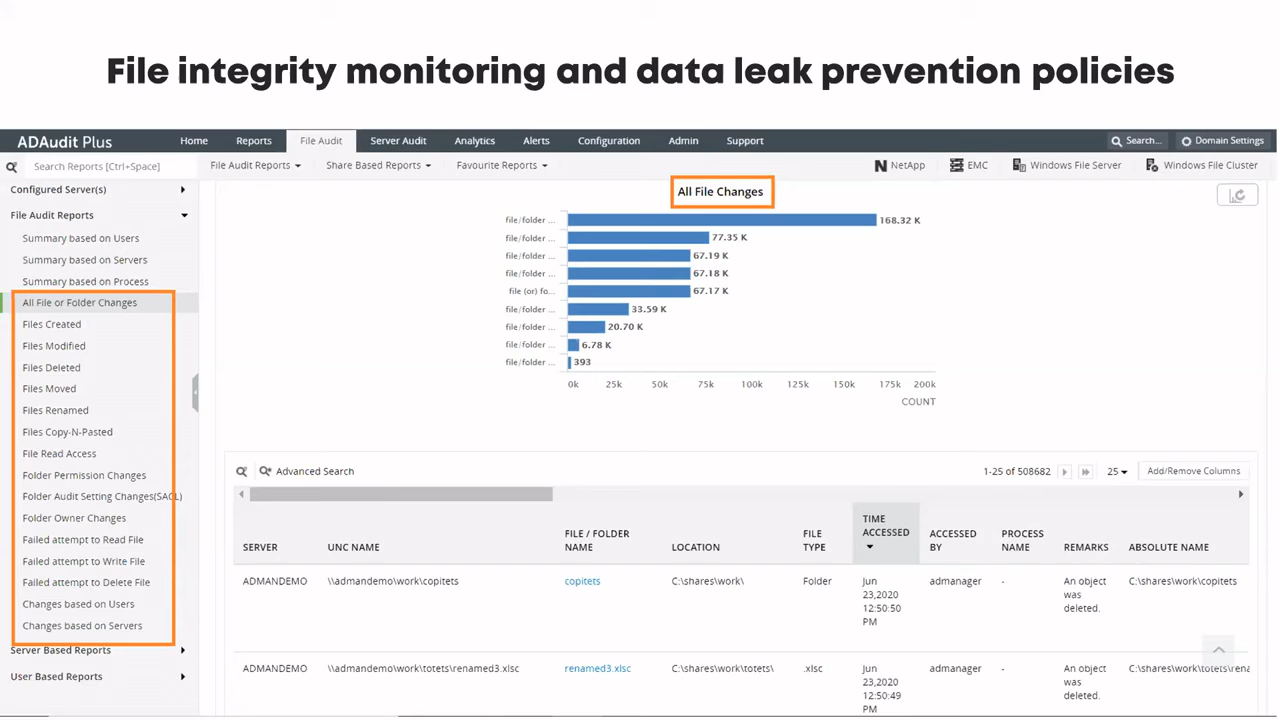 File integrity monitoring and data leak prevention policies
ADAudit Plus
Home
Reports
File Audit
Server Audit
Analytics
Alerts
Configuration
Admin
Support
Search...
Domain Settings
Search Reports [Ctrl+Space]
File Audit Reports
Share Based Reports
Favourite Reports
NetApp
EMC
Windows File Server
Windows File Cluster
Configured Server(s)
File Audit Reports
Summary based on Users
Summary based on Servers
Summary based on Process
All File or Folder Changes
Files Created
Files Modified
Files Deleted
Files Moved
Files Renamed
Files Copy-N-Pasted
File Read Access
Folder Permission Changes
Folder Audit Setting Changes(SACL)
Folder Owner Changes
Failed attempt to Read File
Failed attempt to Write File
Failed attempt to Delete File
Changes based on Users
Changes based on Servers
Server Based Reports
User Based Reports
All File Changes
file/folder ... 168.32 K
file/folder ... 77.35 K
file/folder ... 67.19 K
file/folder ... 67.18 K
file (or) fo... 67.17 K
file/folder ... 33.59 K
file/folder ... 20.70 K
file/folder ... 6.78 K
file/folder ... 393
0k 25k 50k 75k 100k 125k 150k 175k 200k
COUNT
Advanced Search
1-25 of 508682
25
Add/Remove Columns
SERVER
UNC NAME
FILE / FOLDER
NAME
LOCATION
FILE
TYPE
TIME
ACCESSED
ACCESSED
BY
PROCESS
NAME
REMARKS
ABSOLUTE NAME
ADMANDEMO
\\admandemo\work\copitets
copitets
C:\shares\work\
Folder
Jun
23,2020
12:50:50
PM
admanager
-
An object
was
deleted.
C:\shares\work\copitets
ADMANDEMO
\\admandemo\work\totets\renamed3.xlsc
renamed3.xlsc
C:\shares\work\totets\
.xlsc
Jun
23,2020
12:50:49
PM
admanager
-
An object
was
deleted.
C:\shares\work\totets\rena